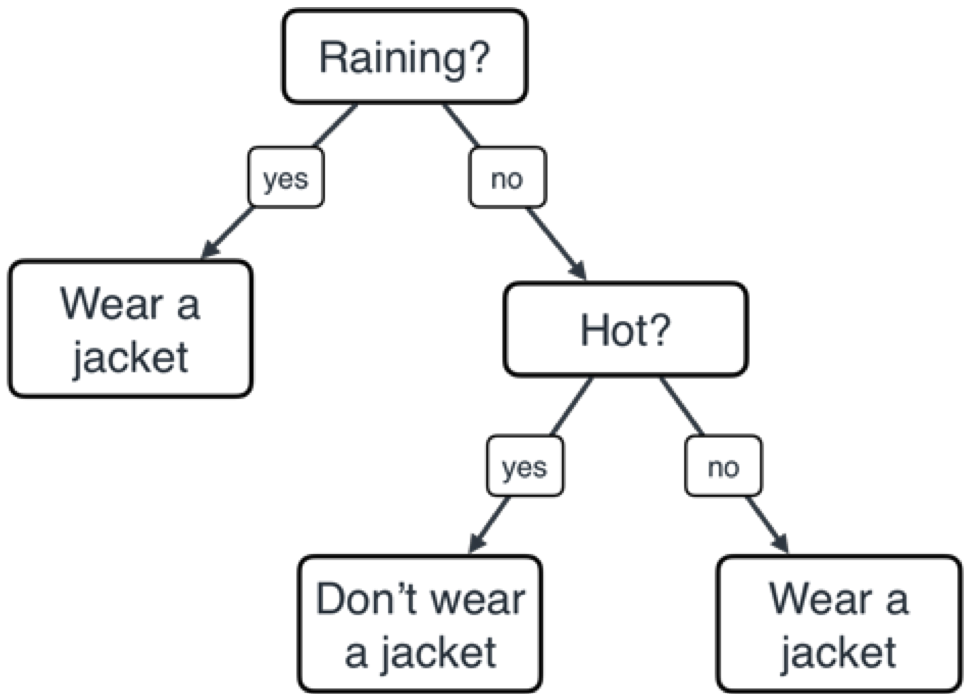 Raining?
yes
no
Wear a
jacket
Hot?
yes
no
Don't wear
a jacket
Wear a
jacket